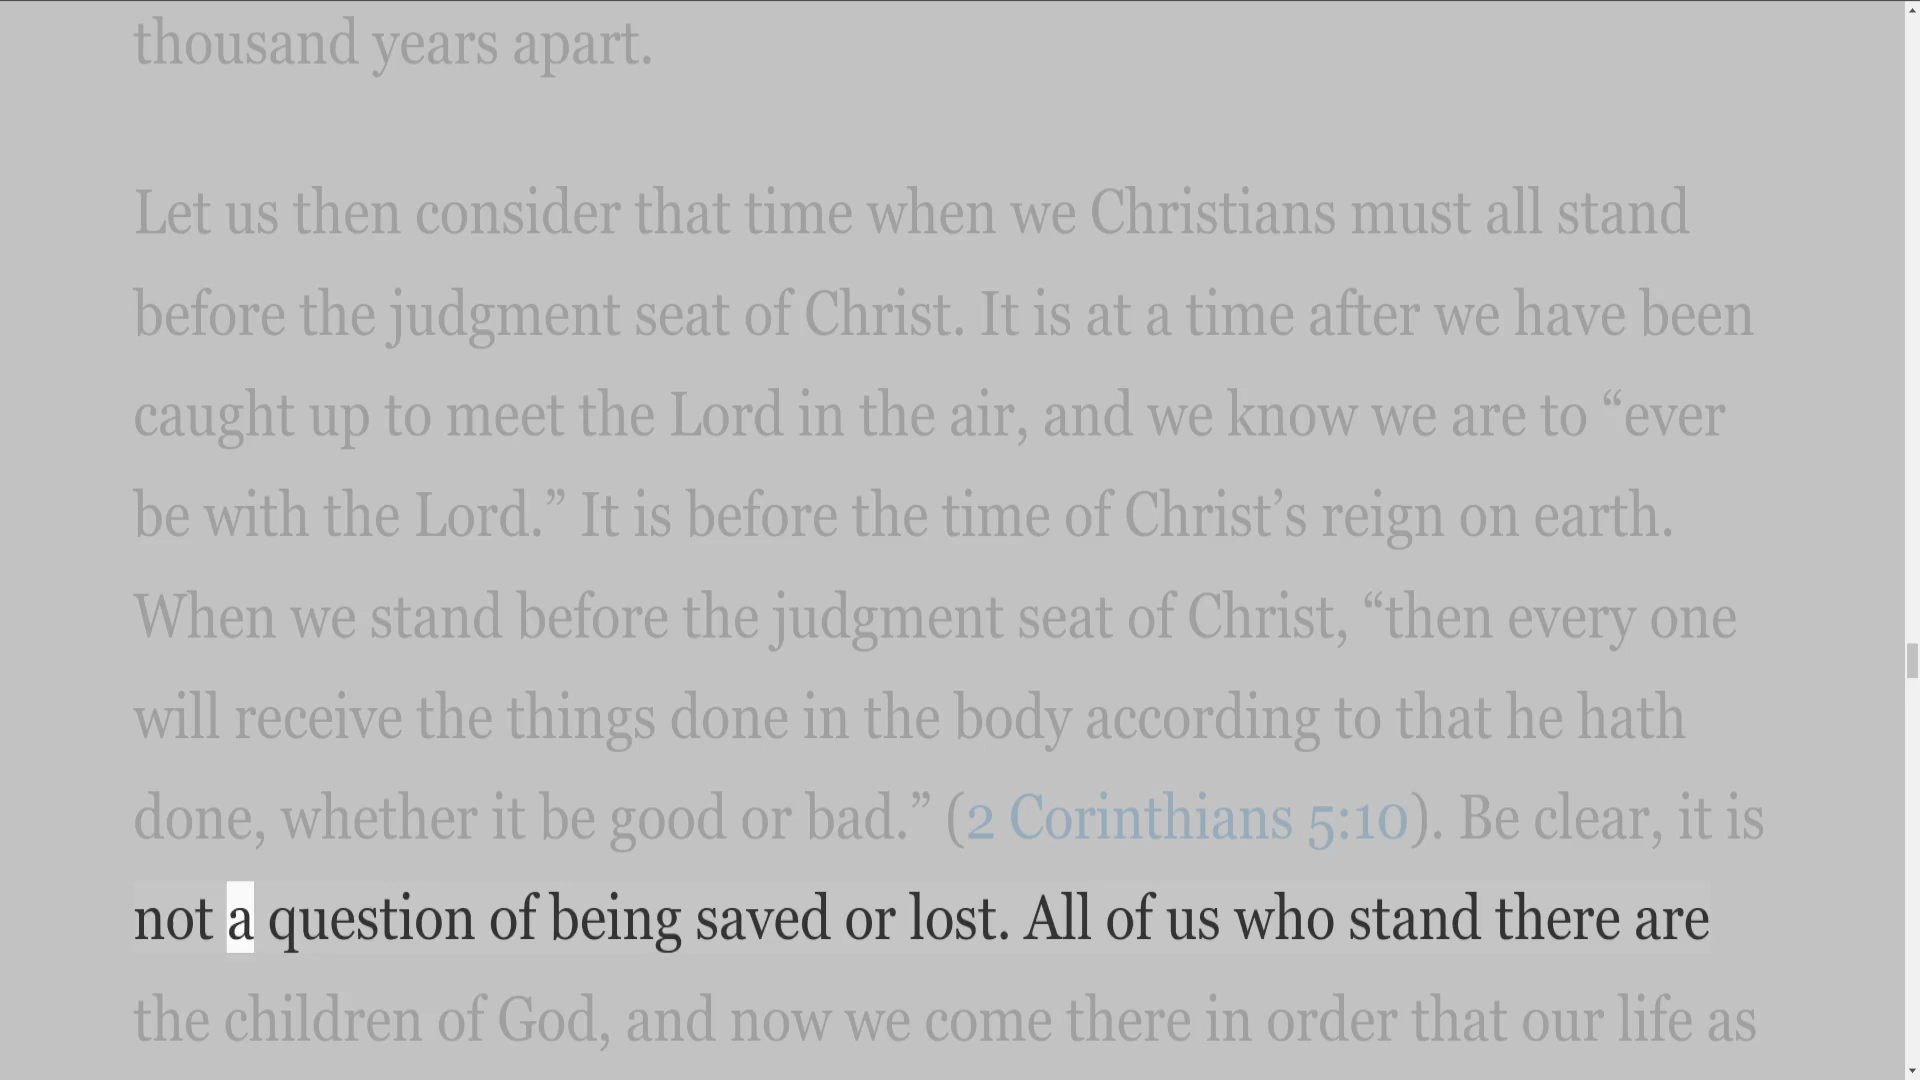 thousand years apart.
Let us then consider that time when we Christians must all stand
before the judgment seat of Christ. It is at a time after we have been
caught up to meet the Lord in the air, and we know we are to “ever
be with the Lord.” It is before the time of Christ’s reign on earth.
When we stand before the judgment seat of Christ, “then every one
will receive the things done in the body according to that he hath
done, whether it be good or bad.” (2 Corinthians 5:10). Be clear, it is
not a question of being saved or lost. All of us who stand there are
the children of God, and now we come there in order that our life as